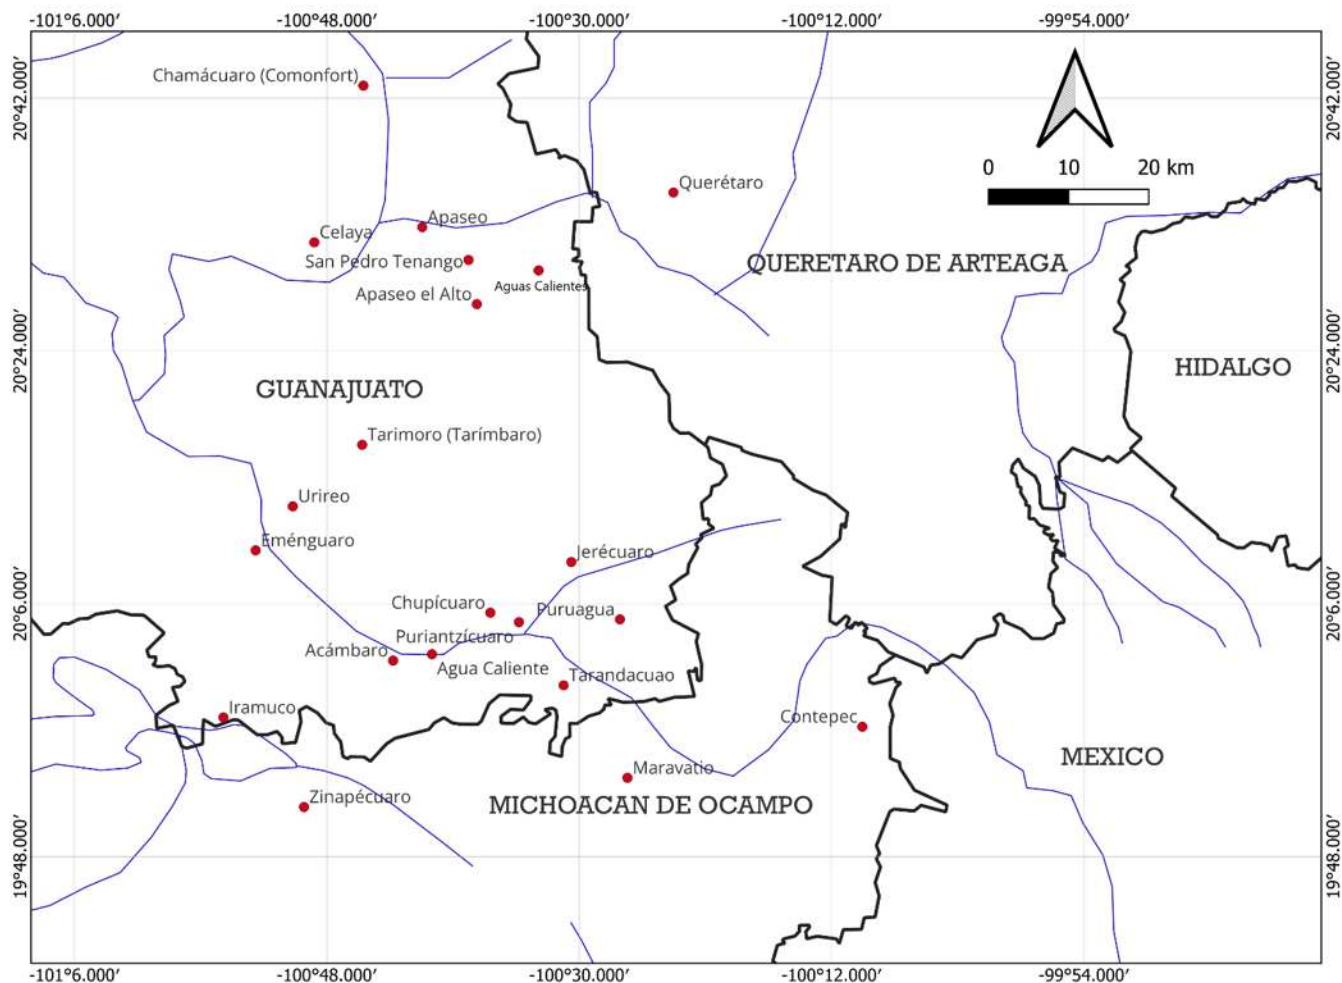 -101°6.000′ -100°48.000′ -100°30.000′ -100°12.000′ -99°54.000′
Chamácuaro (Comonfort)
20°42.000′
20°42.000′
0 10 20 km
Querétaro
Apaseo
Celaya
San Pedro Tenango
QUERETARO DE ARTEAGA
Aguas Calientes
Apaseo el Alto
20°24.000′
20°24.000′
HIDALGO
GUANAJUATO
Tarimoro (Tarímbaro)
Urireo
Eménguaro
Jerécuaro
20°6.000′
20°6.000′
Chupícuaro
Puruagua
Puriantzícuaro
Acámbaro
Agua Caliente
Tarandacuao
Iramuco
Contepec
MEXICO
Maravatio
Zinapécuaro
MICHOACAN DE OCAMPO
19°48.000′
19°48.000′
-101°6.000′ -100°48.000′ -100°30.000′ -100°12.000′ -99°54.000′